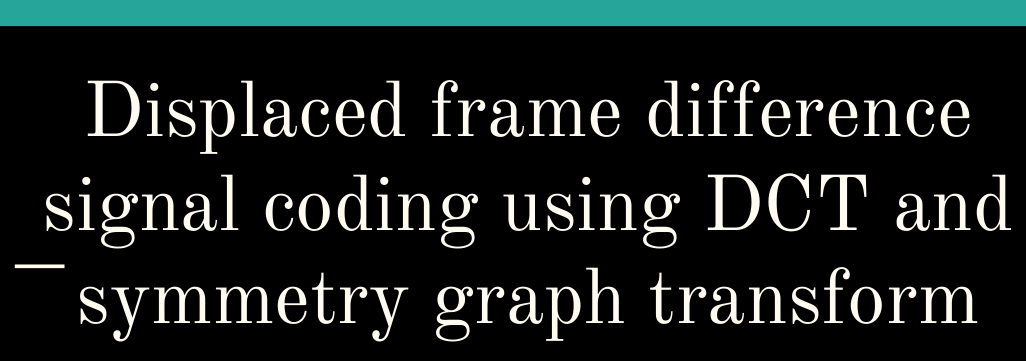 Displaced frame difference
signal coding using DCT and
symmetry graph transform